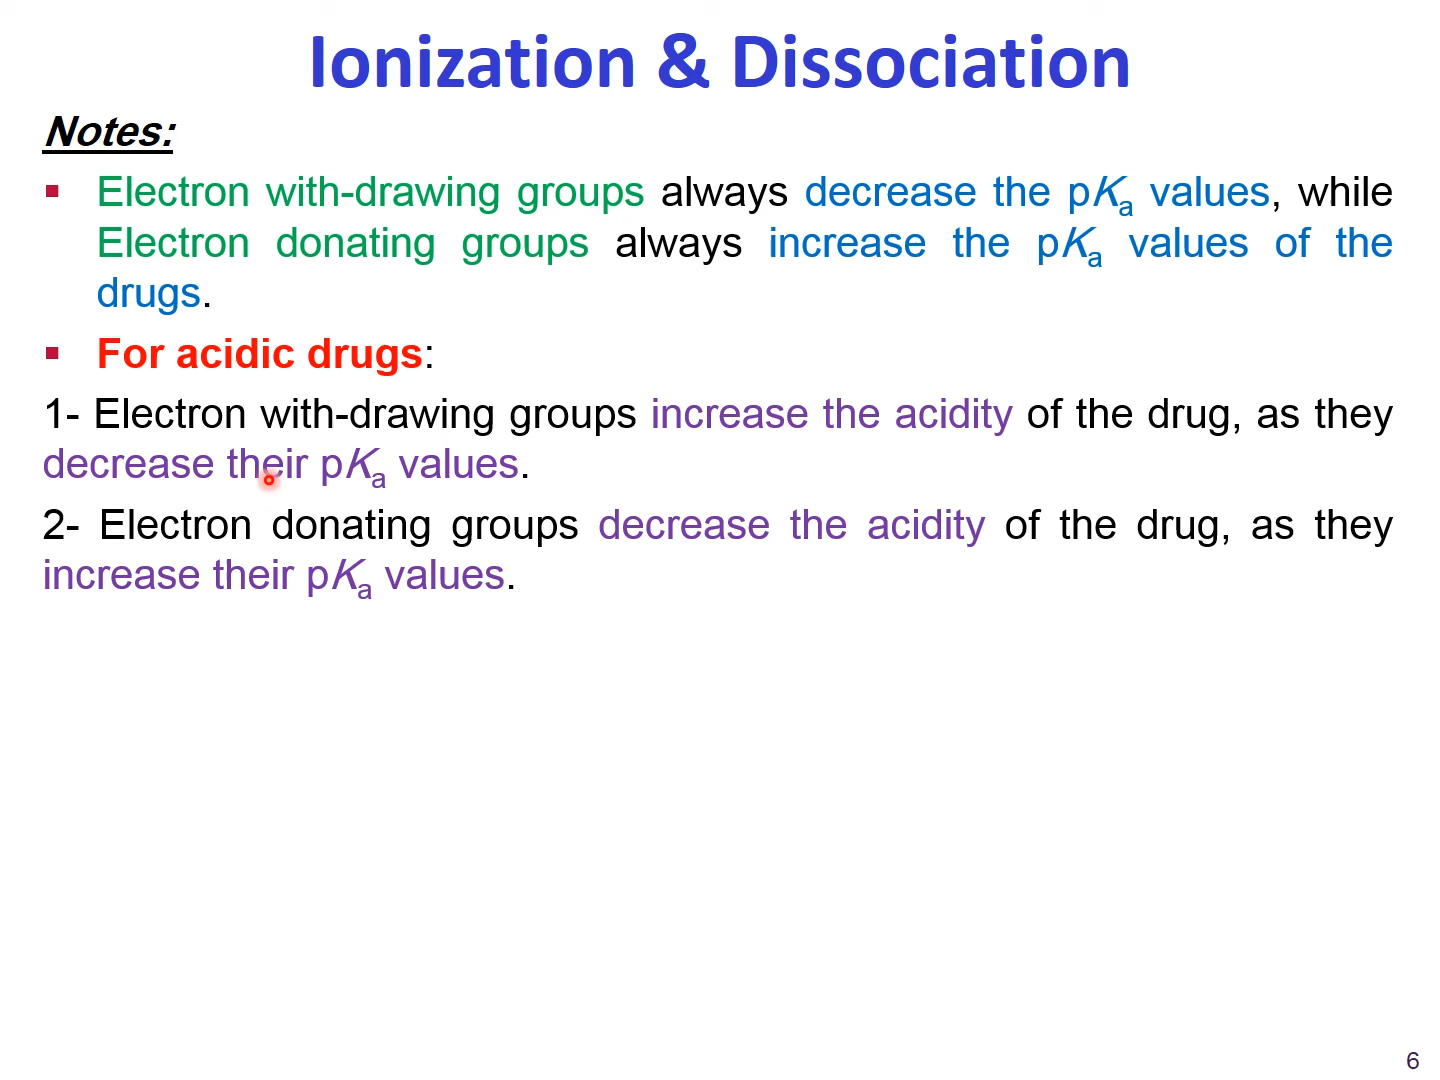 Ionization & Dissociation
Notes:
▪ Electron with-drawing groups always decrease the pKa values, while
Electron donating groups always increase the pKa values of the
drugs.
▪ For acidic drugs:
1- Electron with-drawing groups increase the acidity of the drug, as they
decrease their pKa values.
2- Electron donating groups decrease the acidity of the drug, as they
increase their pKa values.
6